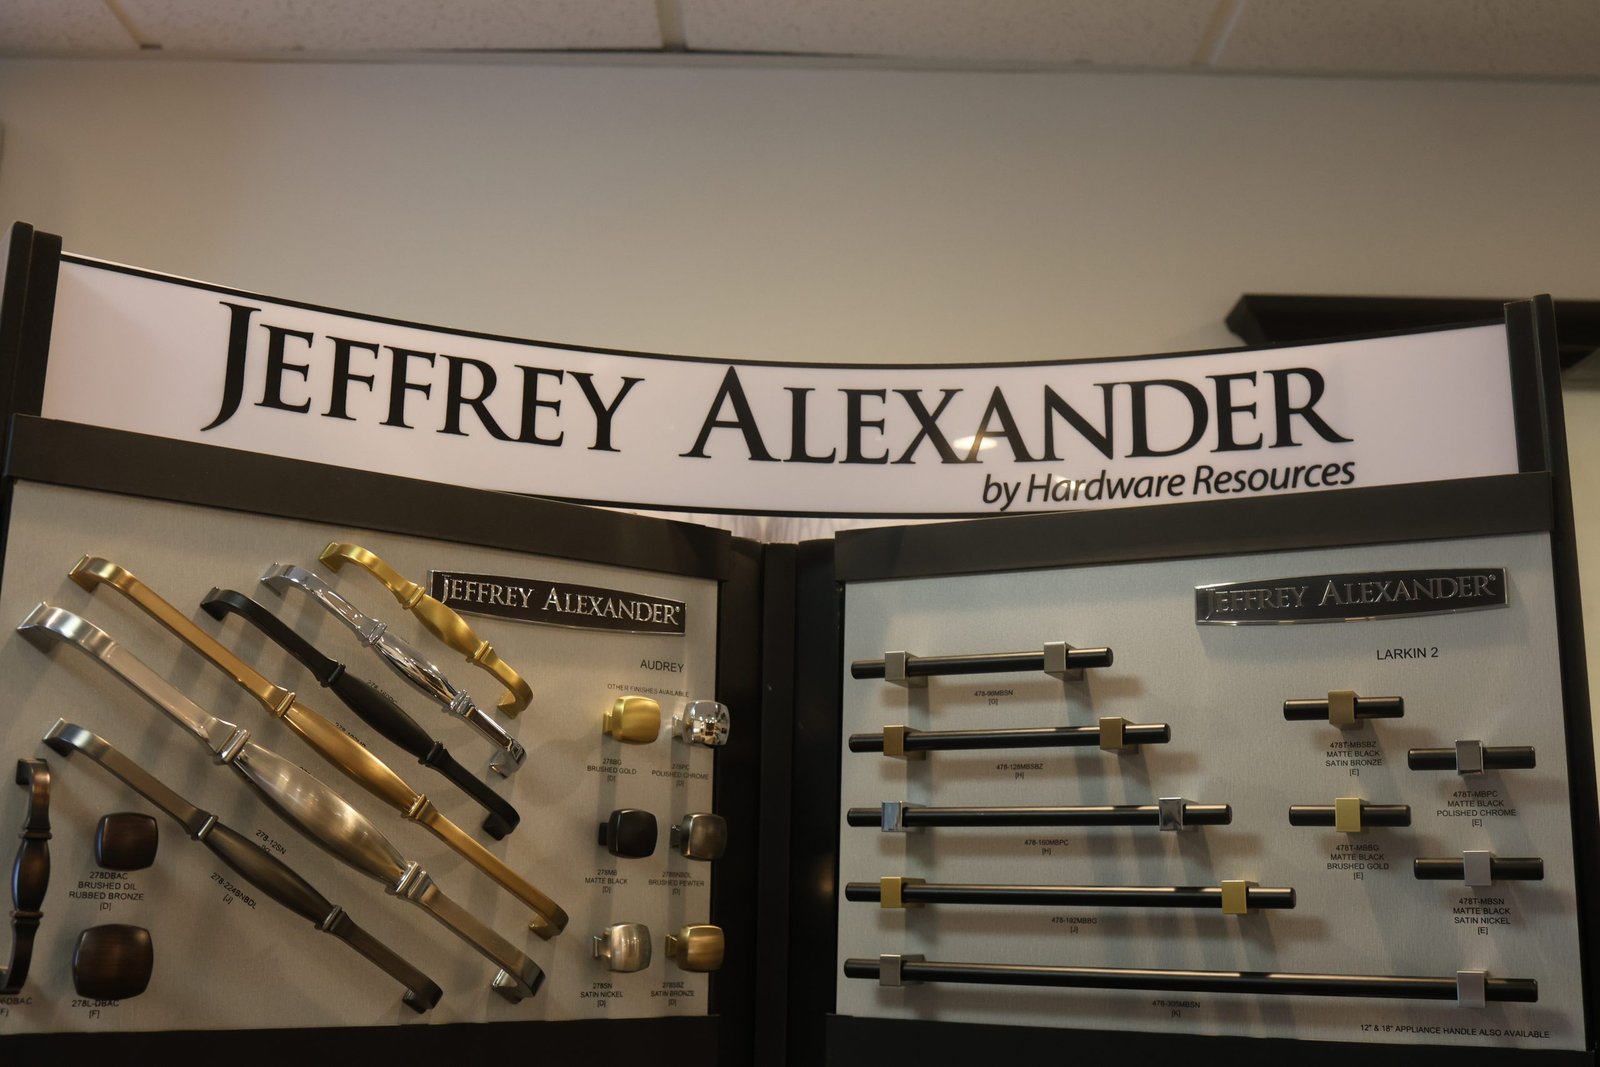 JEFFREY ALEXANDER
by Hardware Resources
JEFFREY ALEXANDER®
AUDREY
OTHER FINISHES AVAILABLE
278BG
BRUSHED GOLD
[D]
278PC
POLISHED CHROME
[D]
278MB
MATTE BLACK
[D]
278BNBDL
BRUSHED PEWTER
[D]
278SN
SATIN NICKEL
[D]
278SBZ
SATIN BRONZE
[D]
278-12SN
278-224BNBDL
[J]
278DBAC
BRUSHED OIL
RUBBED BRONZE
[D]
278L-DBAC
[F]
JEFFREY ALEXANDER®
LARKIN 2
478-96MBSN
[G]
478-128MBSBZ
[H]
478-160MBPC
[H]
478-192MBBG
[J]
478-305MBSN
[K]
478T-MBSBZ
MATTE BLACK
SATIN BRONZE
[E]
478T-MBPC
MATTE BLACK
POLISHED CHROME
[E]
478T-MBBG
MATTE BLACK
BRUSHED GOLD
[E]
478T-MBSN
MATTE BLACK
SATIN NICKEL
[E]
12" & 18" APPLIANCE HANDLE ALSO AVAILABLE